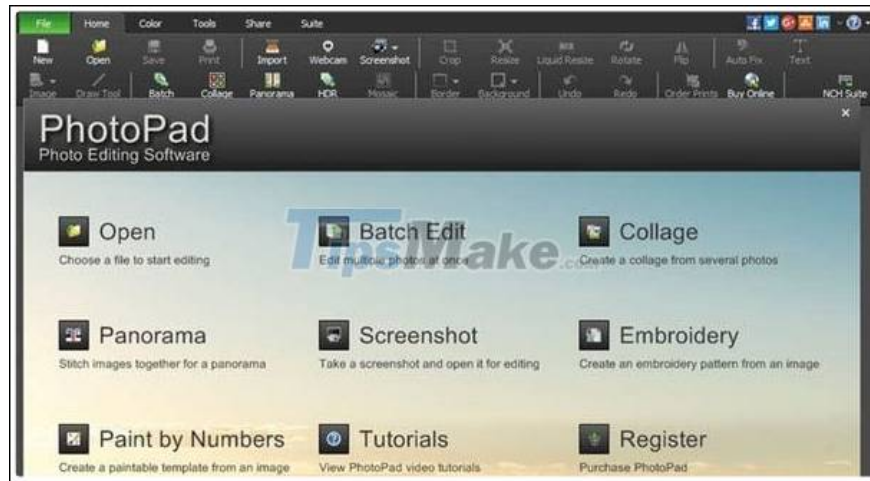 File Home Color Tools Share Suite
New Open Save Print Import Webcam Screenshot Crop Resize Liquid Resize Rotate Flip Auto Fix Text
Image Draw Tool Batch Collage Panorama HDR Mosaic Border Background Undo Redo Order Prints Buy Online NCH Suite
PhotoPad
Photo Editing Software
Open Batch Edit Collage
Choose a file to start editing Edit multiple photos at once Create a collage from several photos
TipsMake.com
Panorama Screenshot Embroidery
Stitch images together for a panorama Take a screenshot and open it for editing Create an embroidery pattern from an image
Paint by Numbers Tutorials Register
Create a paintable template from an image View PhotoPad video tutorials Purchase PhotoPad